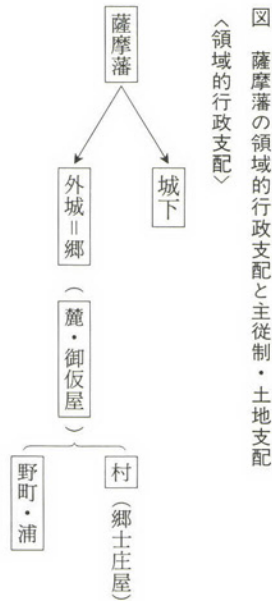 図　薩摩藩の領域的行政支配と主従制・土地支配
〈領域的行政支配〉
薩摩藩
城下
外城＝郷
（麓・御仮屋）
村（郷士庄屋）
野町・浦